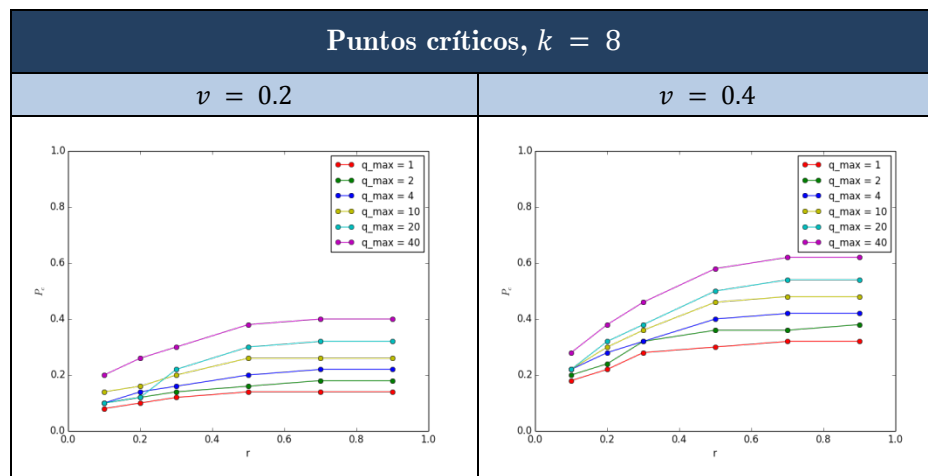 Puntos críticos, k = 8
v = 0.2
v = 0.4
1.0
0.8
0.6
0.4
0.2
0.0
0.0
0.2
0.4
0.6
0.8
1.0
P_c
r
q_max = 1
q_max = 2
q_max = 4
q_max = 10
q_max = 20
q_max = 40
1.0
0.8
0.6
0.4
0.2
0.0
0.0
0.2
0.4
0.6
0.8
1.0
P_c
r
q_max = 1
q_max = 2
q_max = 4
q_max = 10
q_max = 20
q_max = 40